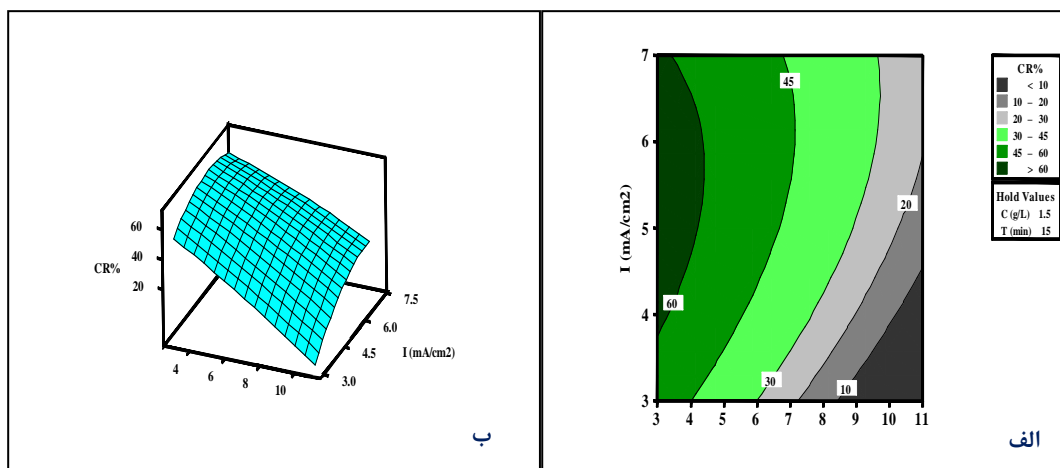 60
40
20
CR%
4
6
8
10
3.0
4.5
6.0
7.5
I (mA/cm2)
ب
7
6
5
4
3
I (mA/cm2)
3 4 5 6 7 8 9 10 11
45
60
30
10
20
CR%
< 10
10 – 20
20 – 30
30 – 45
45 – 60
> 60
Hold Values
C (g/L) 1.5
T (min) 15
الف